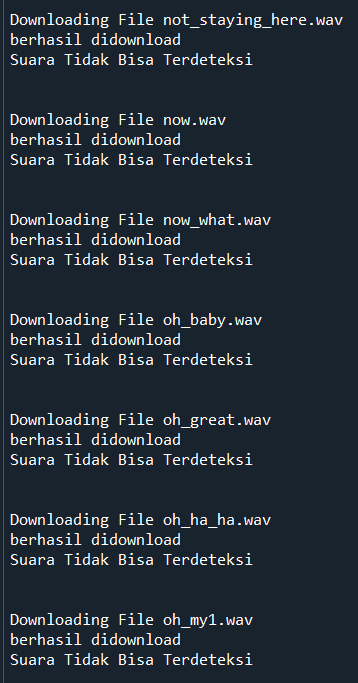 Downloading File not_staying_here.wav
berhasil didownload
Suara Tidak Bisa Terdeteksi
Downloading File now.wav
berhasil didownload
Suara Tidak Bisa Terdeteksi
Downloading File now_what.wav
berhasil didownload
Suara Tidak Bisa Terdeteksi
Downloading File oh_baby.wav
berhasil didownload
Suara Tidak Bisa Terdeteksi
Downloading File oh_great.wav
berhasil didownload
Suara Tidak Bisa Terdeteksi
Downloading File oh_ha_ha.wav
berhasil didownload
Suara Tidak Bisa Terdeteksi
Downloading File oh_my1.wav
berhasil didownload
Suara Tidak Bisa Terdeteksi